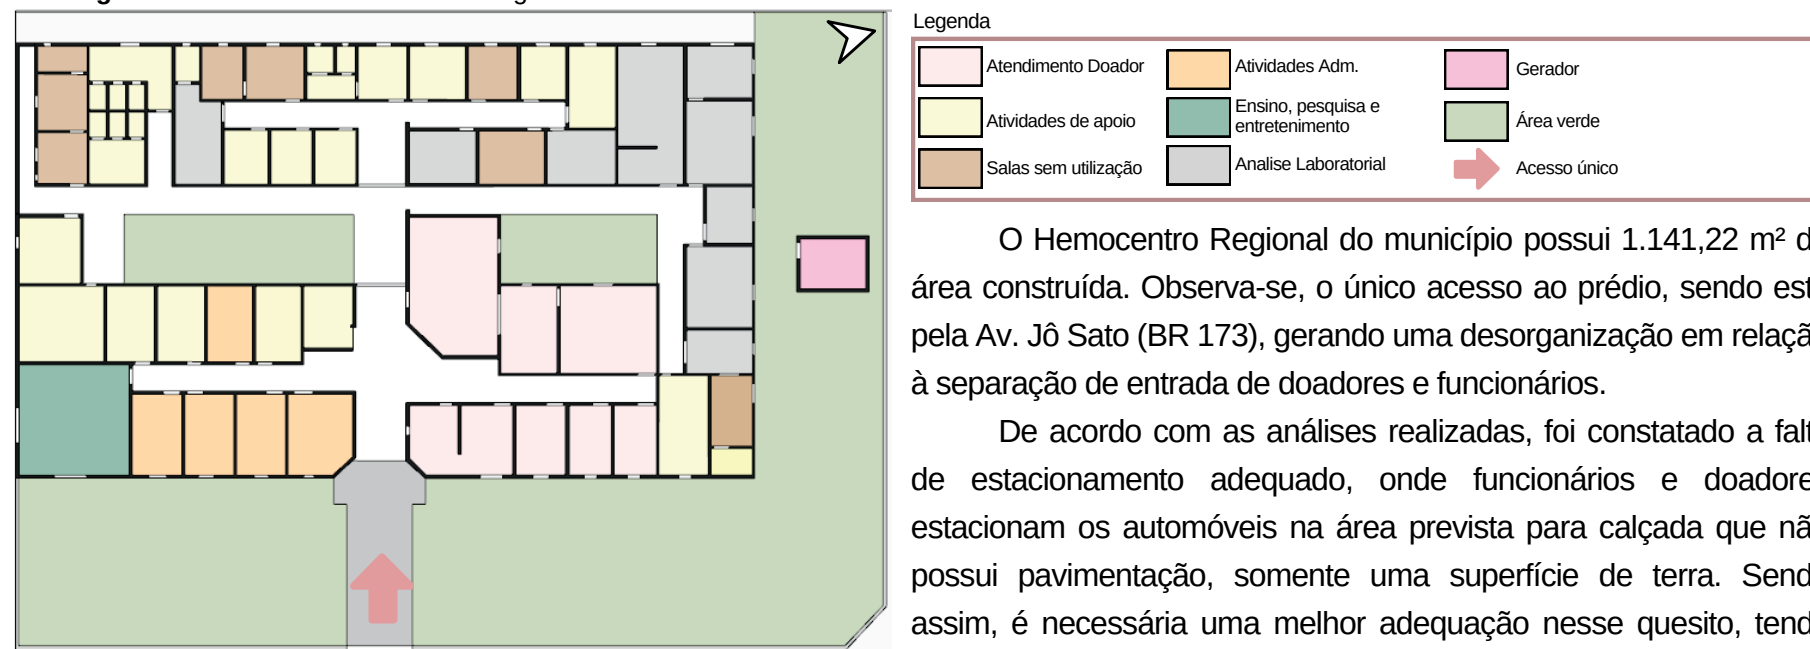 Legenda
Atendimento Doador
Atividades Adm.
Gerador
Atividades de apoio
Ensino, pesquisa e
entretenimento
Área verde
Salas sem utilização
Analise Laboratorial
Acesso único
O Hemocentro Regional do município possui 1.141,22 m² d
área construída. Observa-se, o único acesso ao prédio, sendo est
pela Av. Jô Sato (BR 173), gerando uma desorganização em relaçã
à separação de entrada de doadores e funcionários.
De acordo com as análises realizadas, foi constatado a falt
de estacionamento adequado, onde funcionários e doadore
estacionam os automóveis na área prevista para calçada que nã
possui pavimentação, somente uma superfície de terra. Send
assim, é necessária uma melhor adequação nesse quesito, tend